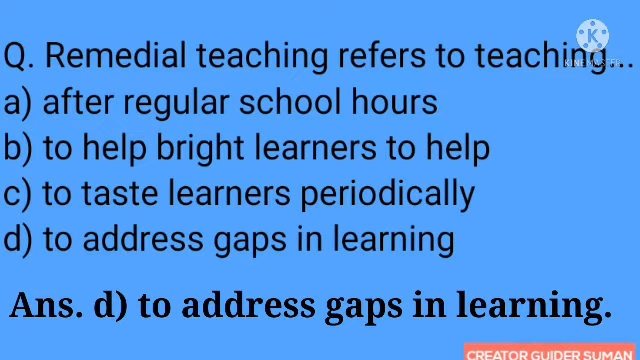 Q. Remedial teaching refers to teaching...
a) after regular school hours
b) to help bright learners to help
c) to taste learners periodically
d) to address gaps in learning
Ans. d) to address gaps in learning.
K
KINEMASTER
CREATOR GUIDER SUMAN